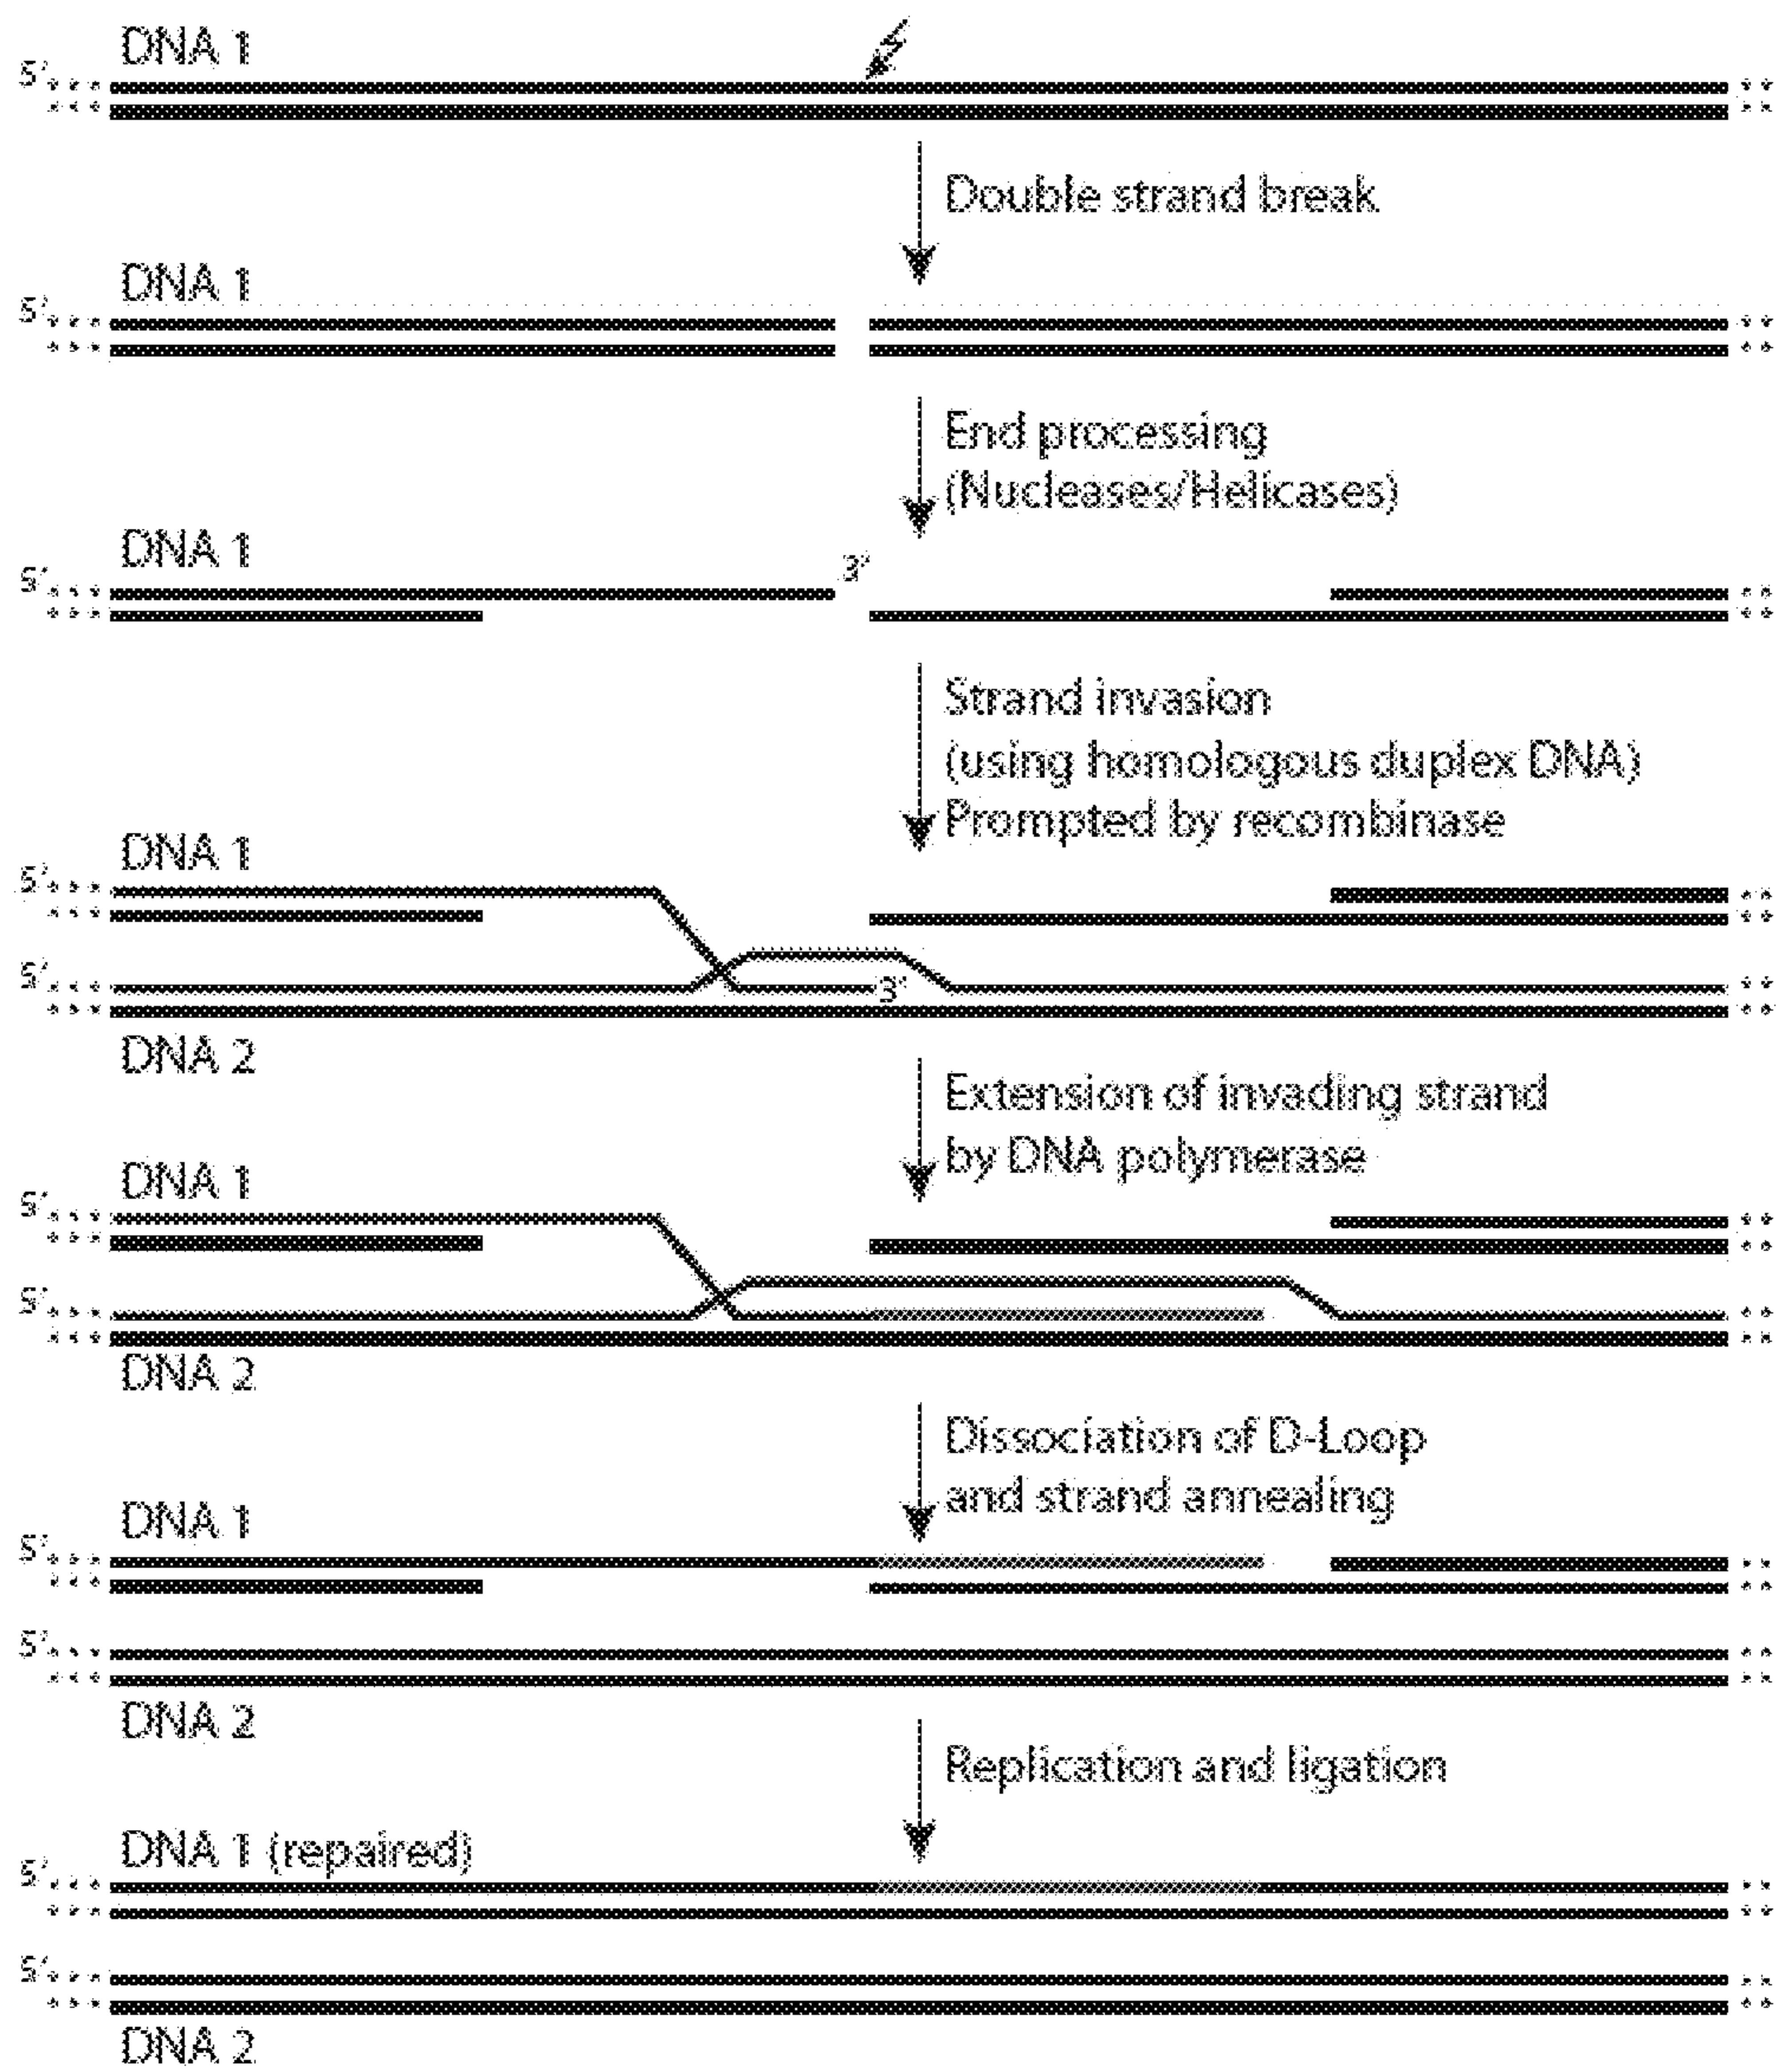 DNA 1
5'
Double strand break
DNA 1
5'
End processing
(Nucleases/Helicases)
DNA 1
3'
5'
Strand invasion
(using homologous duplex DNA)
Prompted by recombinase
DNA 1
5'
5'
3'
DNA 2
Extension of invading strand
by DNA polymerase
DNA 1
5'
5'
DNA 2
Dissociation of D-Loop
and strand annealing
DNA 1
5'
5'
DNA 2
Replication and ligation
DNA 1 (repaired)
5'
5'
DNA 2